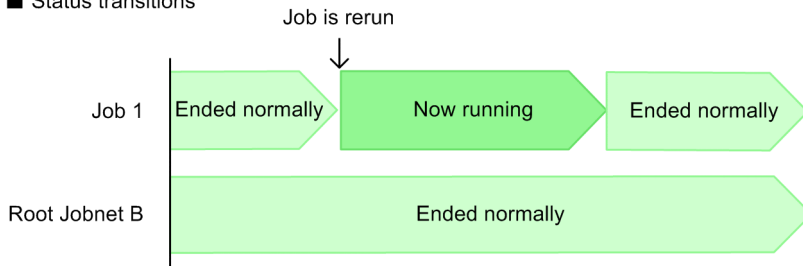 ■ Status transitions
Job is rerun
Job 1
Ended normally
Now running
Ended normally
Root Jobnet B
Ended normally